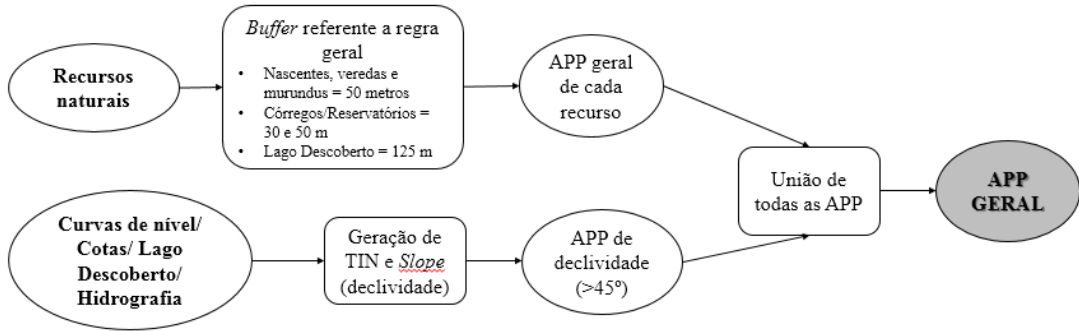 Recursos
naturais
Buffer referente a regra
geral
• Nascentes, veredas e
murundus = 50 metros
• Córregos/Reservatórios =
30 e 50 m
• Lago Descoberto = 125 m
APP geral
de cada
recurso
União de
todas as APP
APP
GERAL
Curvas de nível/
Cotas/ Lago
Descoberto/
Hidrografia
Geração de
TIN e Slope
(declividade)
APP de
declividade
(>45º)